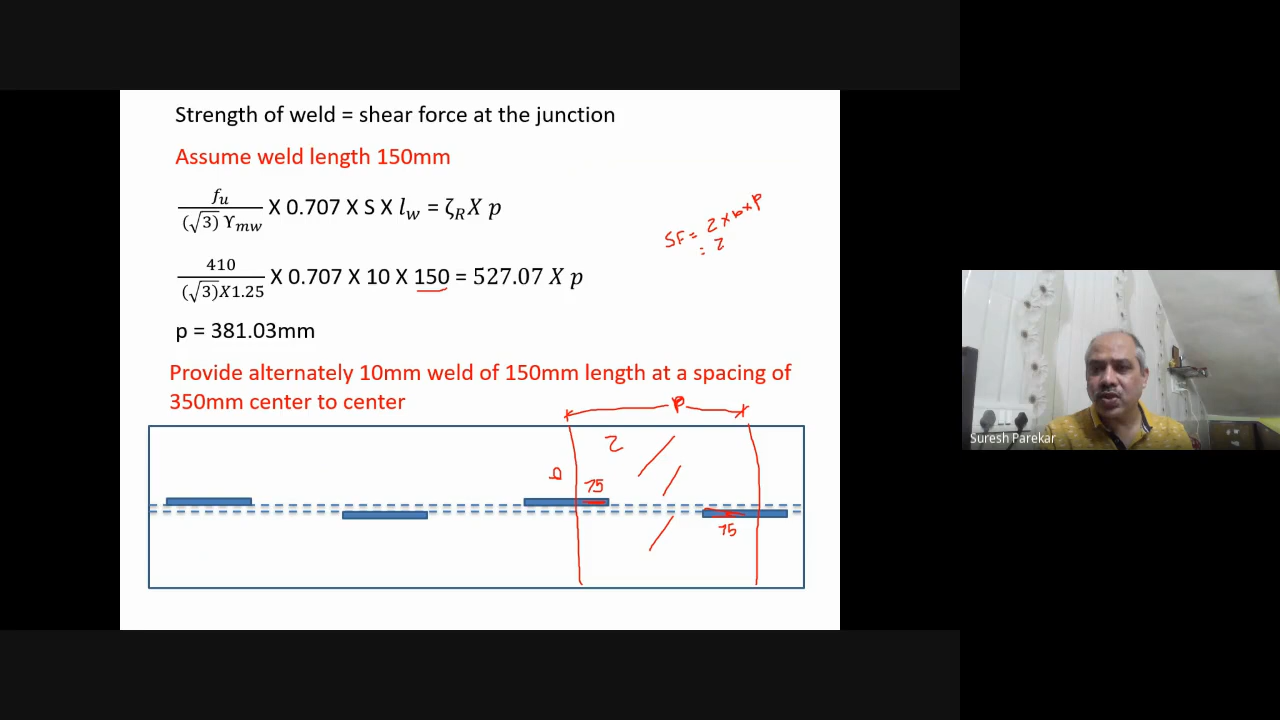 Strength of weld = shear force at the junction
Assume weld length 150mm
fu / (√3) ϒmw X 0.707 X S X lw = ζR X p
SF = 2 x b x p
= 2
410 / (√3)X1.25 X 0.707 X 10 X 150 = 527.07 X p
p = 381.03mm
Provide alternately 10mm weld of 150mm length at a spacing of
350mm center to center
p
b
75
75
Suresh Parekar